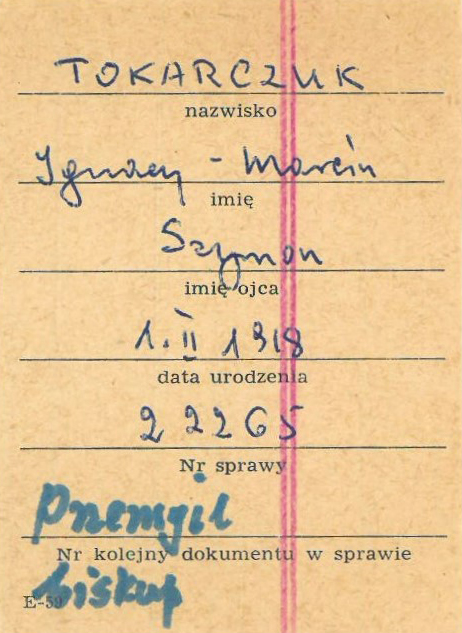 TOKARCZUK
nazwisko
Ignacy - Marcin
imię
Szymon
imię ojca
1. II 1918
data urodzenia
22265
Nr sprawy
Przemyśl
Nr kolejny dokumentu w sprawie
biskup
E-59